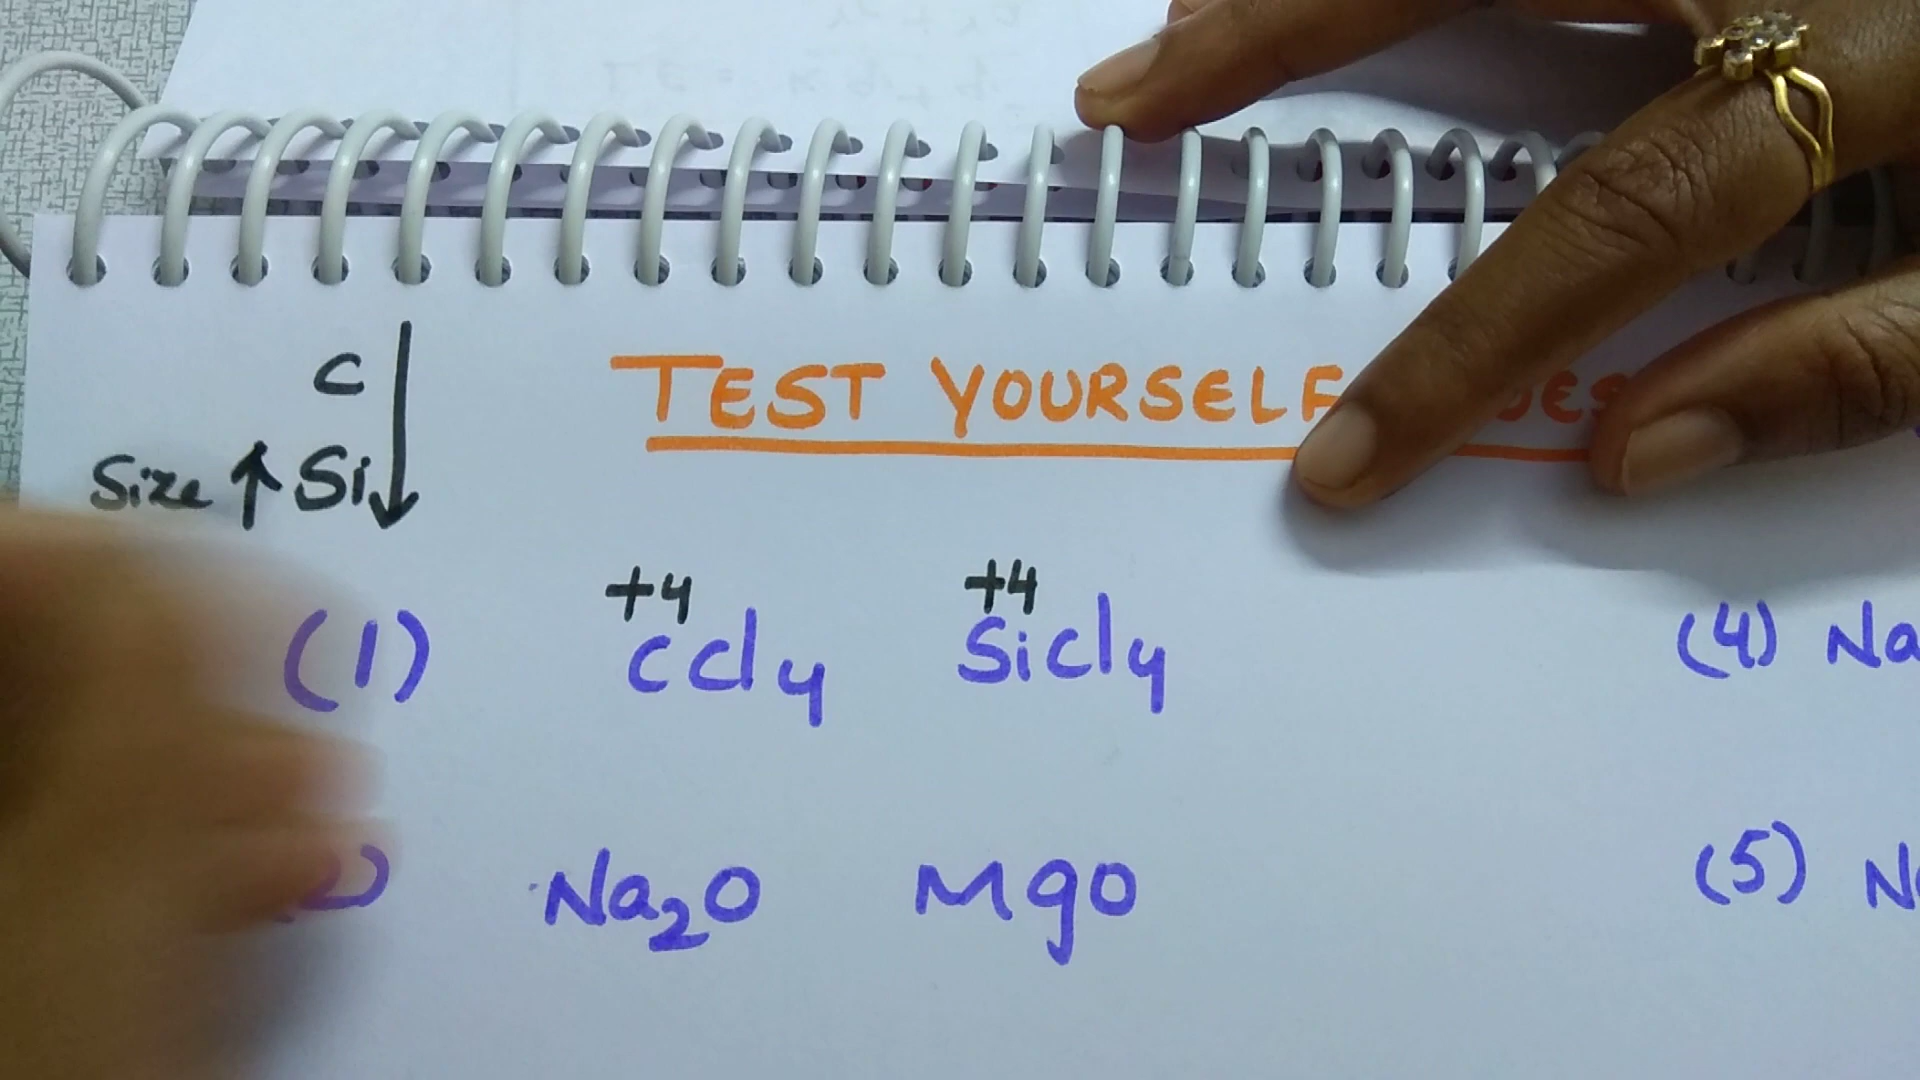 C
TEST YOURSELF
Size ↑ Si
+4 +4
(1) CCl4 SiCl4
(4) Na
Na2O MgO
(5)